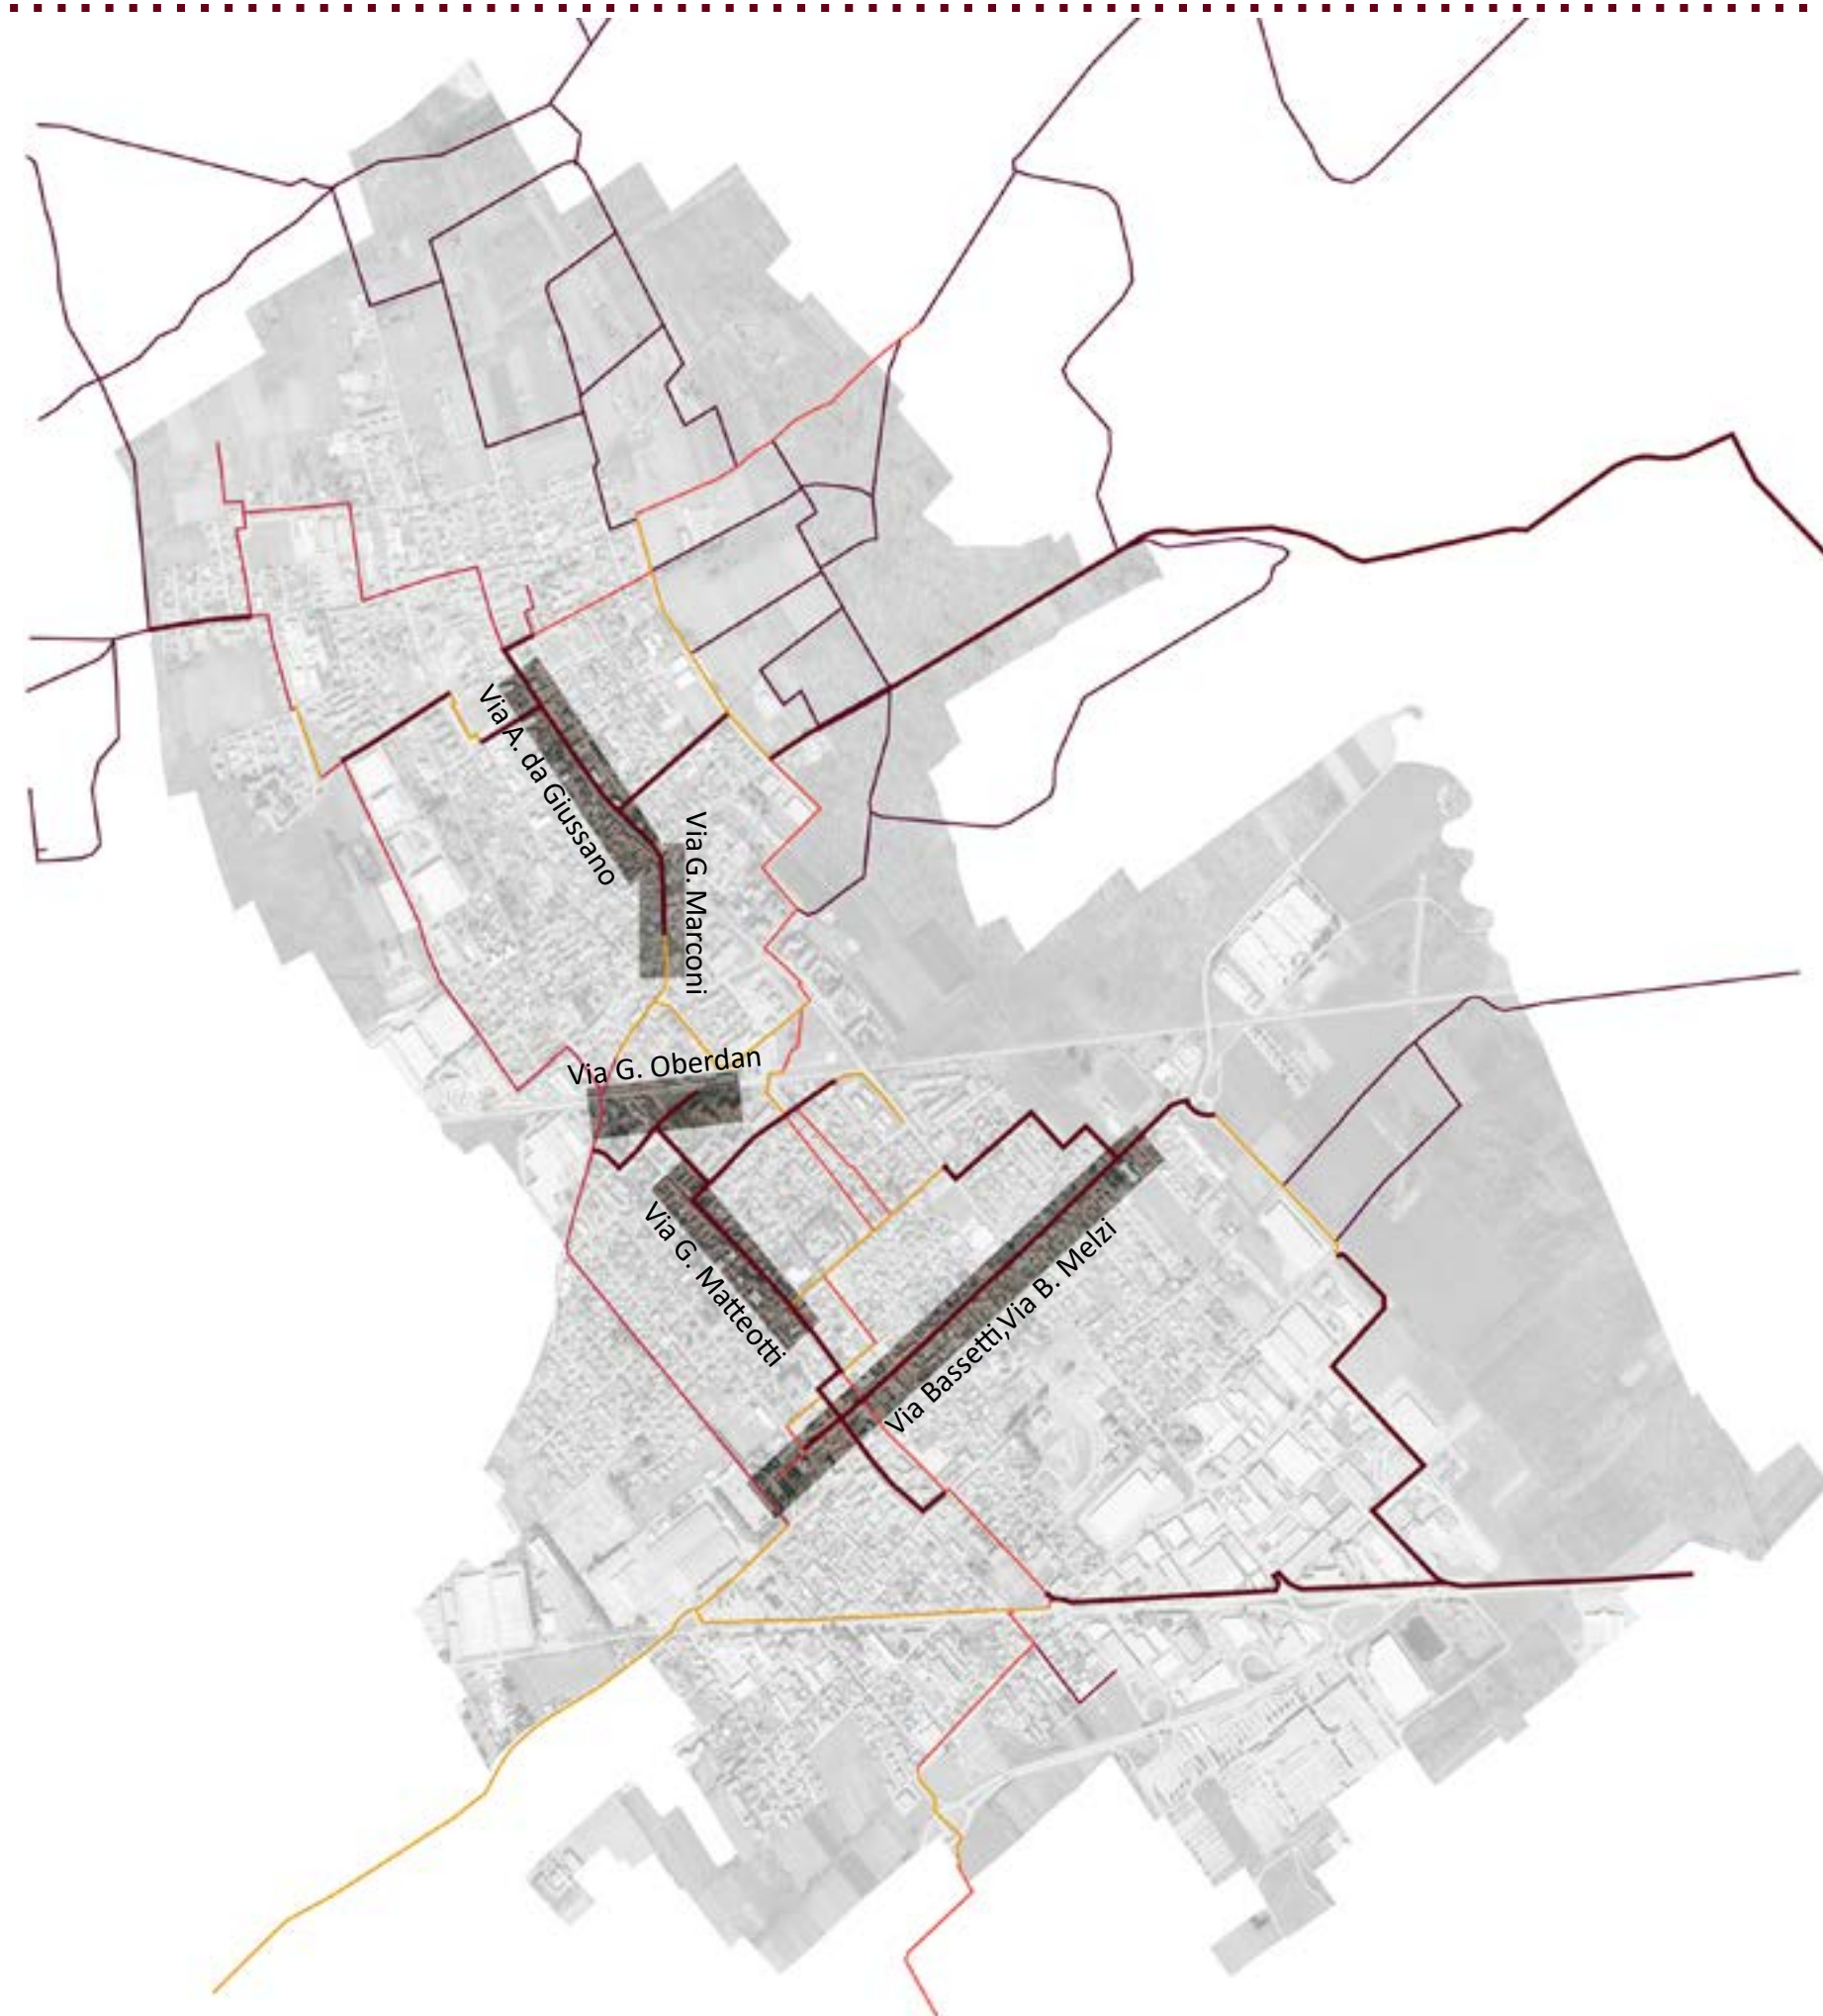 Via A. da Giussano
Via G. Marconi
Via G. Oberdan
Via G. Matteotti
Via Bassetti,Via B. Melzi